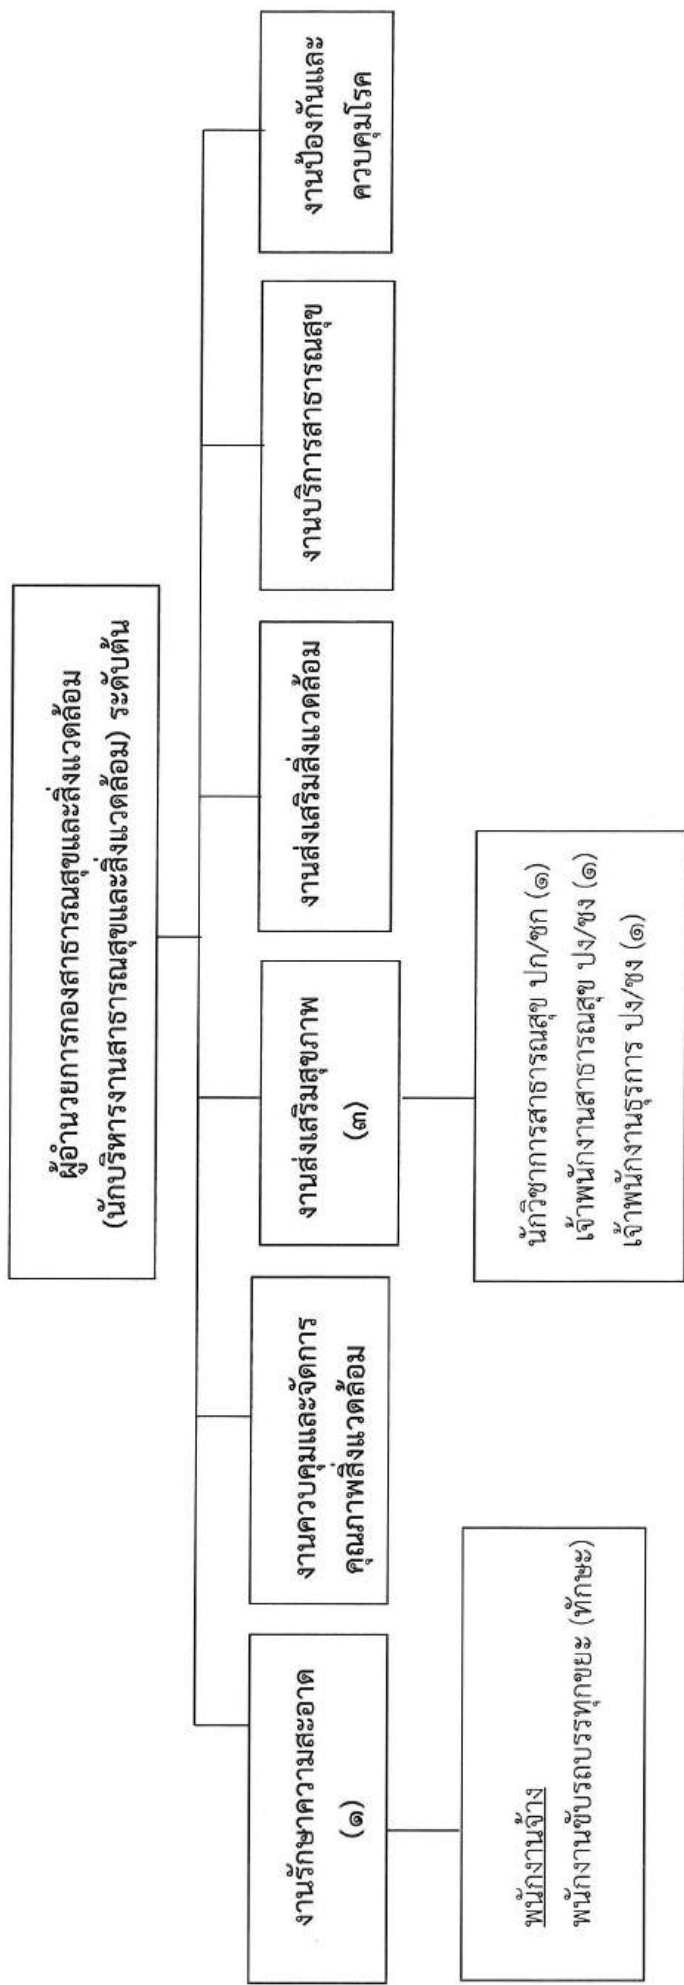 ผู้อำนวยการกองสาธารณสุขและสิ่งแวดล้อม
(นักบริหารงานสาธารณสุขและสิ่งแวดล้อม) ระดับต้น
งานรักษาความสะอาด
(๑)
งานควบคุมและจัดการ
คุณภาพสิ่งแวดล้อม
งานส่งเสริมสุขภาพ
(๓)
งานส่งเสริมสิ่งแวดล้อม
งานบริการสาธารณสุข
งานป้องกันและ
ควบคุมโรค
พนักงานจ้าง
พนักงานขับรถบรรทุกขยะ (ทักษะ)
นักวิชาการสาธารณสุข ปก/ชก (๑)
เจ้าพนักงานสาธารณสุข ปง/ชง (๑)
เจ้าพนักงานธุรการ ปง/ชง (๑)